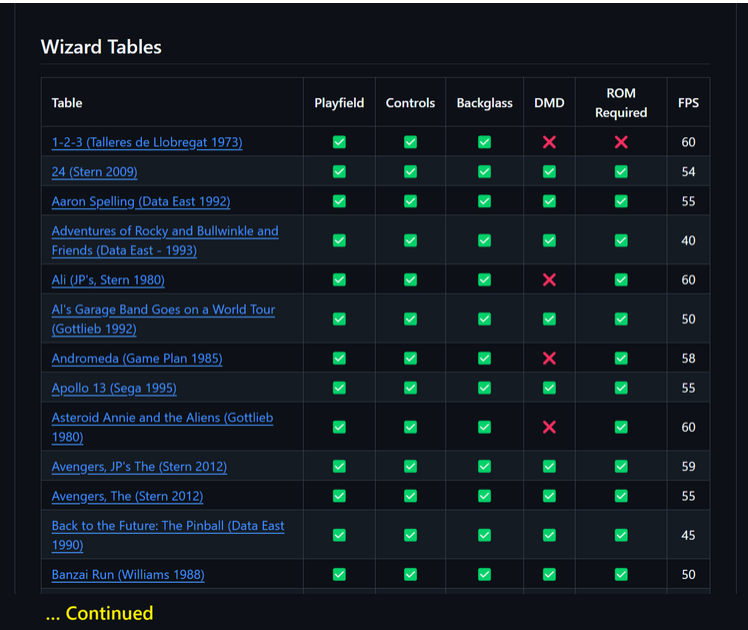 Wizard Tables
Table Playfield Controls Backglass DMD ROM Required FPS
1-2-3 (Talleres de Llobregat 1973) ✅ ✅ ✅ ❌ ❌ 60
24 (Stern 2009) ✅ ✅ ✅ ✅ ✅ 54
Aaron Spelling (Data East 1992) ✅ ✅ ✅ ✅ ✅ 55
Adventures of Rocky and Bullwinkle and
Friends (Data East - 1993) ✅ ✅ ✅ ✅ ✅ 40
Ali (JP's, Stern 1980) ✅ ✅ ✅ ❌ ✅ 60
Al's Garage Band Goes on a World Tour
(Gottlieb 1992) ✅ ✅ ✅ ✅ ✅ 50
Andromeda (Game Plan 1985) ✅ ✅ ✅ ❌ ✅ 58
Apollo 13 (Sega 1995) ✅ ✅ ✅ ✅ ✅ 55
Asteroid Annie and the Aliens (Gottlieb
1980) ✅ ✅ ✅ ❌ ✅ 60
Avengers, JP's The (Stern 2012) ✅ ✅ ✅ ✅ ✅ 59
Avengers, The (Stern 2012) ✅ ✅ ✅ ✅ ✅ 55
Back to the Future: The Pinball (Data East
1990) ✅ ✅ ✅ ✅ ✅ 45
Banzai Run (Williams 1988) ✅ ✅ ✅ ✅ ✅ 50
... Continued